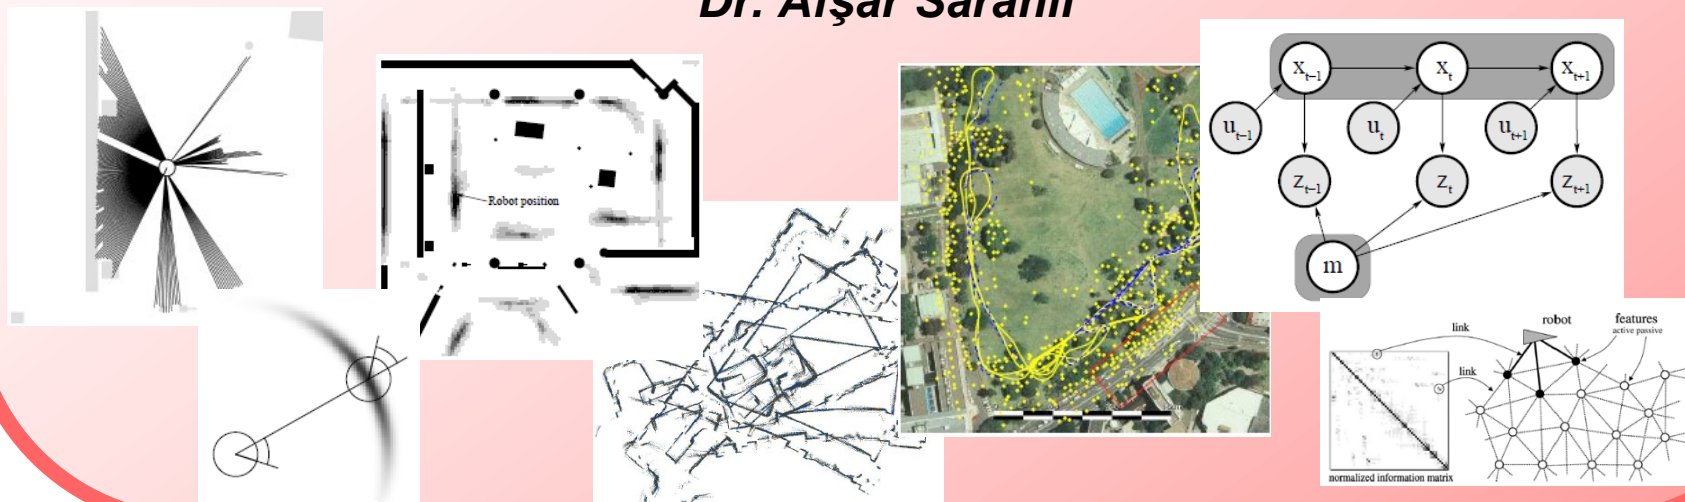 Dr. Afşar Saranlı
Robot position
X t–1
X t
X t+1
u t–1
u t
u t+1
Z t–1
Z t
Z t+1
m
robot
features
active passive
link
link
normalized information matrix